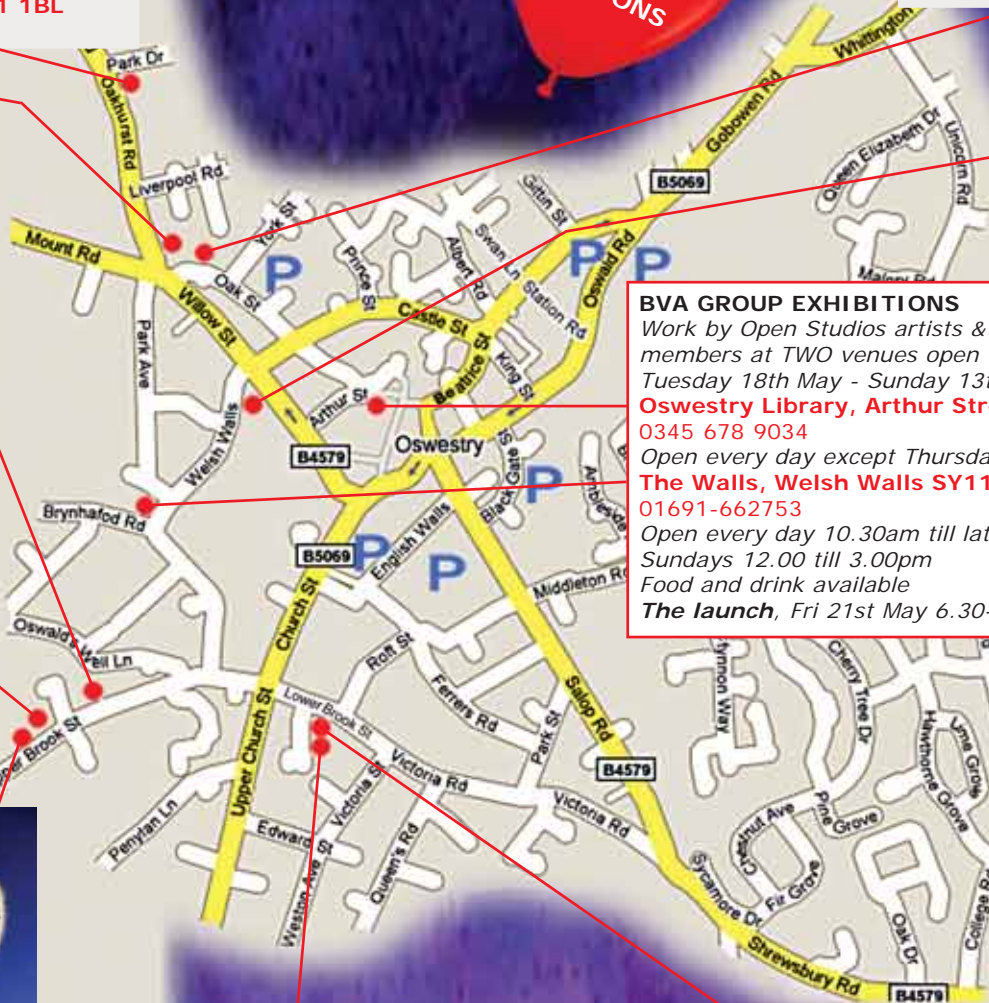 1 1BL
ONS
Park Dr
Oakhurst Rd
Whittington
Gobowen Rd
Queen Elizabeth Dr
Unicorn Rd
Liverpool Rd
B5069
Gittin St
York St
Mount Rd
Oak St
P
Prince St
Albert Rd
Swan Ln
Station Rd
P
P
Oswald Rd
Willow St
Castle St
Park Ave
Beatrice St
King St
Arthur St
Welsh Walls
Oswestry
B4579
Black Gate St
P
Brynhafod Rd
B5069
P
English Walls
P
Middleton Rd
Church St
Oswald's Well Ln
Roft St
Ferrers Rd
Salop Rd
Lower Brook St
Park St
Upper Church St
Victoria Rd
B4579
Victoria St
Victoria Rd
Penylan Ln
Edward St
Queen's Rd
Weston Ave
Cherry Tree Dr
Hawthorne Grove
Lime Grove
Pine Grove
Chestnut Ave
Fir Grove
Sycamore Dr
Oak Dr
College Rd
Shrewsbury Rd
B4579
BVA GROUP EXHIBITIONS
Work by Open Studios artists &
members at TWO venues open
Tuesday 18th May - Sunday 13t
Oswestry Library, Arthur Str
0345 678 9034
Open every day except Thursda
The Walls, Welsh Walls SY11
01691-662753
Open every day 10.30am till lat
Sundays 12.00 till 3.00pm
Food and drink available
The launch, Fri 21st May 6.30-